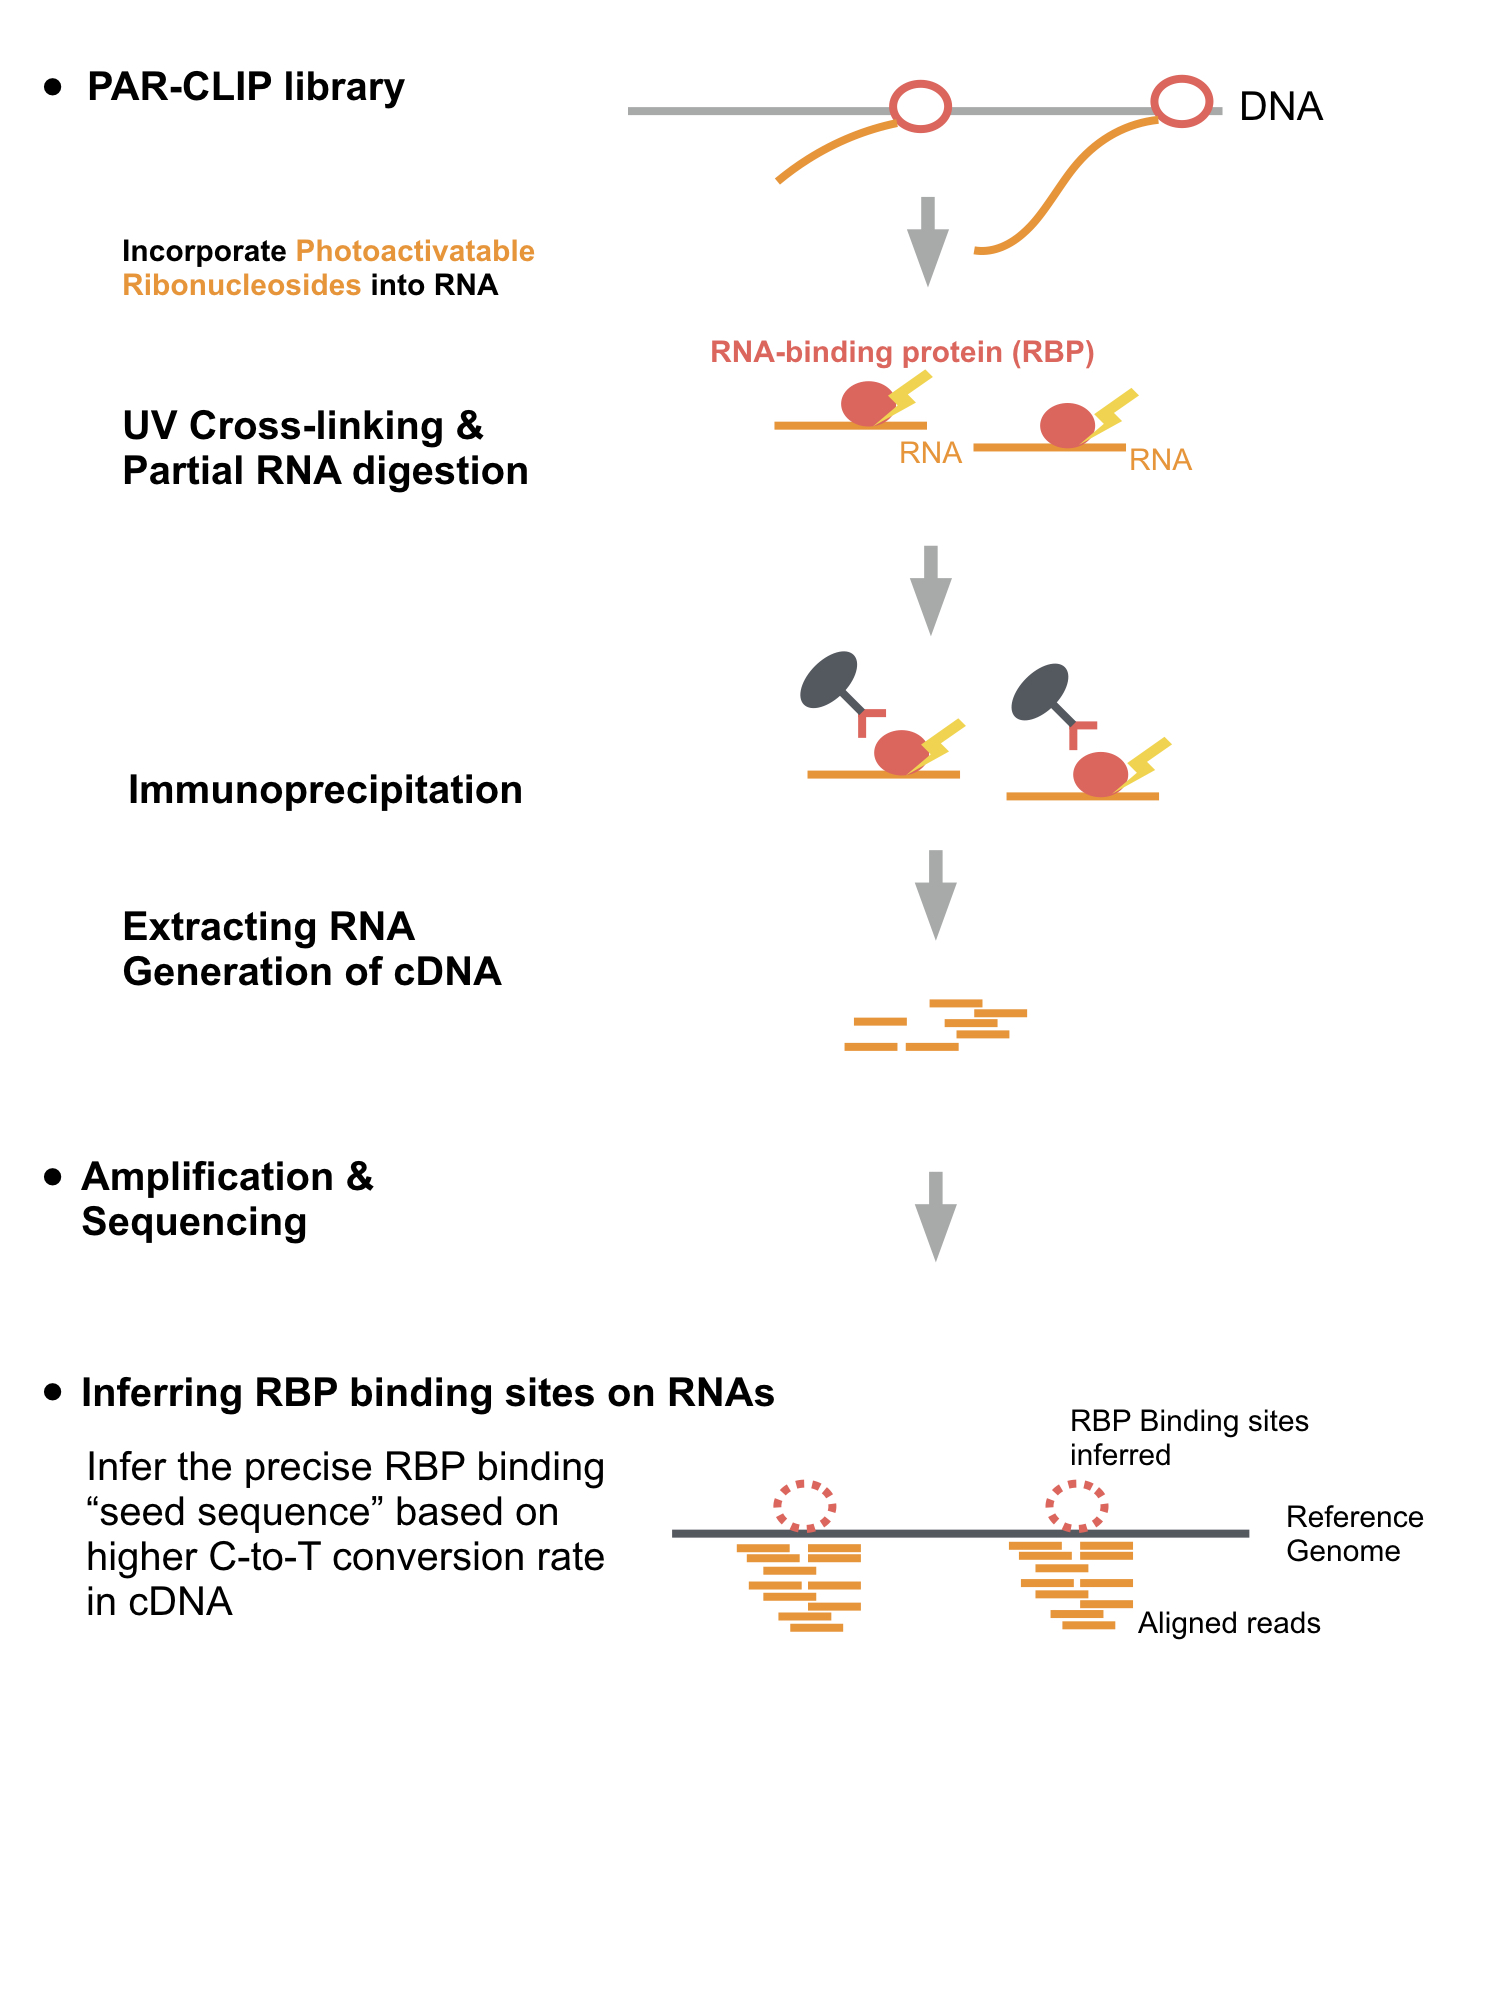 ● PAR-CLIP library
DNA
Incorporate Photoactivatable
Ribonucleosides into RNA
RNA-binding protein (RBP)
UV Cross-linking &
Partial RNA digestion
RNA
RNA
Immunoprecipitation
Extracting RNA
Generation of cDNA
● Amplification &
Sequencing
● Inferring RBP binding sites on RNAs
Infer the precise RBP binding
“seed sequence” based on
higher C-to-T conversion rate
in cDNA
RBP Binding sites
inferred
Reference
Genome
Aligned reads